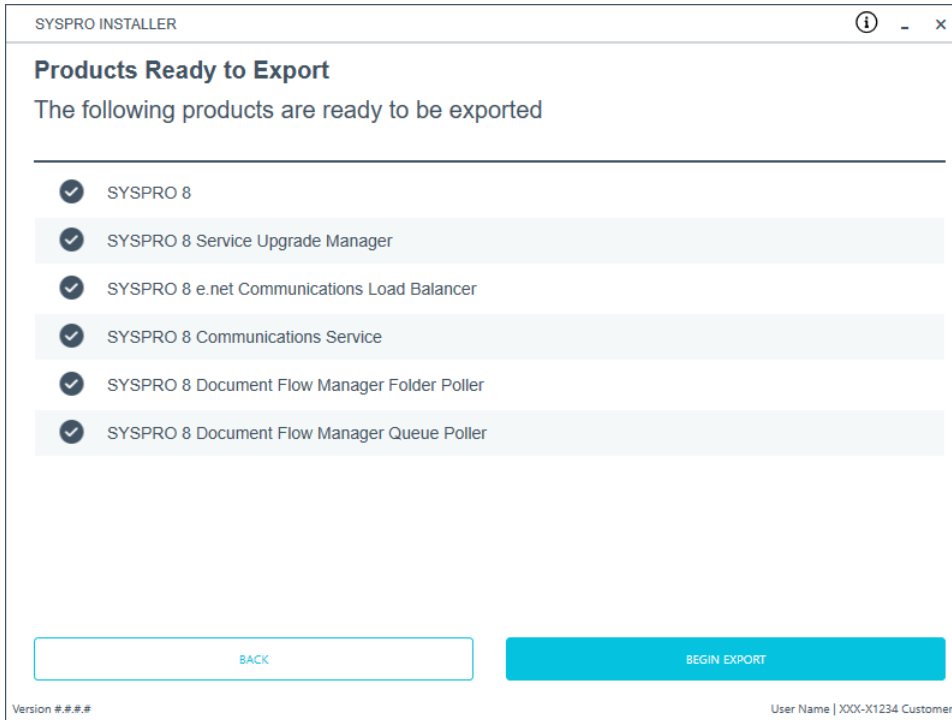 SYSPRO INSTALLER
Products Ready to Export
The following products are ready to be exported
SYSPRO 8
SYSPRO 8 Service Upgrade Manager
SYSPRO 8 e.net Communications Load Balancer
SYSPRO 8 Communications Service
SYSPRO 8 Document Flow Manager Folder Poller
SYSPRO 8 Document Flow Manager Queue Poller
BACK
BEGIN EXPORT
Version #.#.#.#
User Name | XXX-X1234 Customer